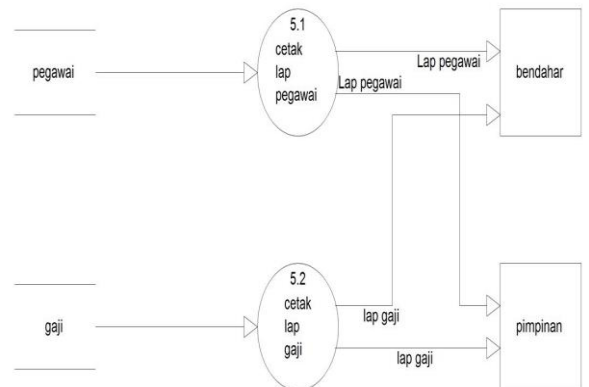 5.1
cetak
lap
pegawai
pegawai
Lap pegawai
Lap pegawai
bendahar
5.2
cetak
lap
gaji
gaji
lap gaji
lap gaji
pimpinan